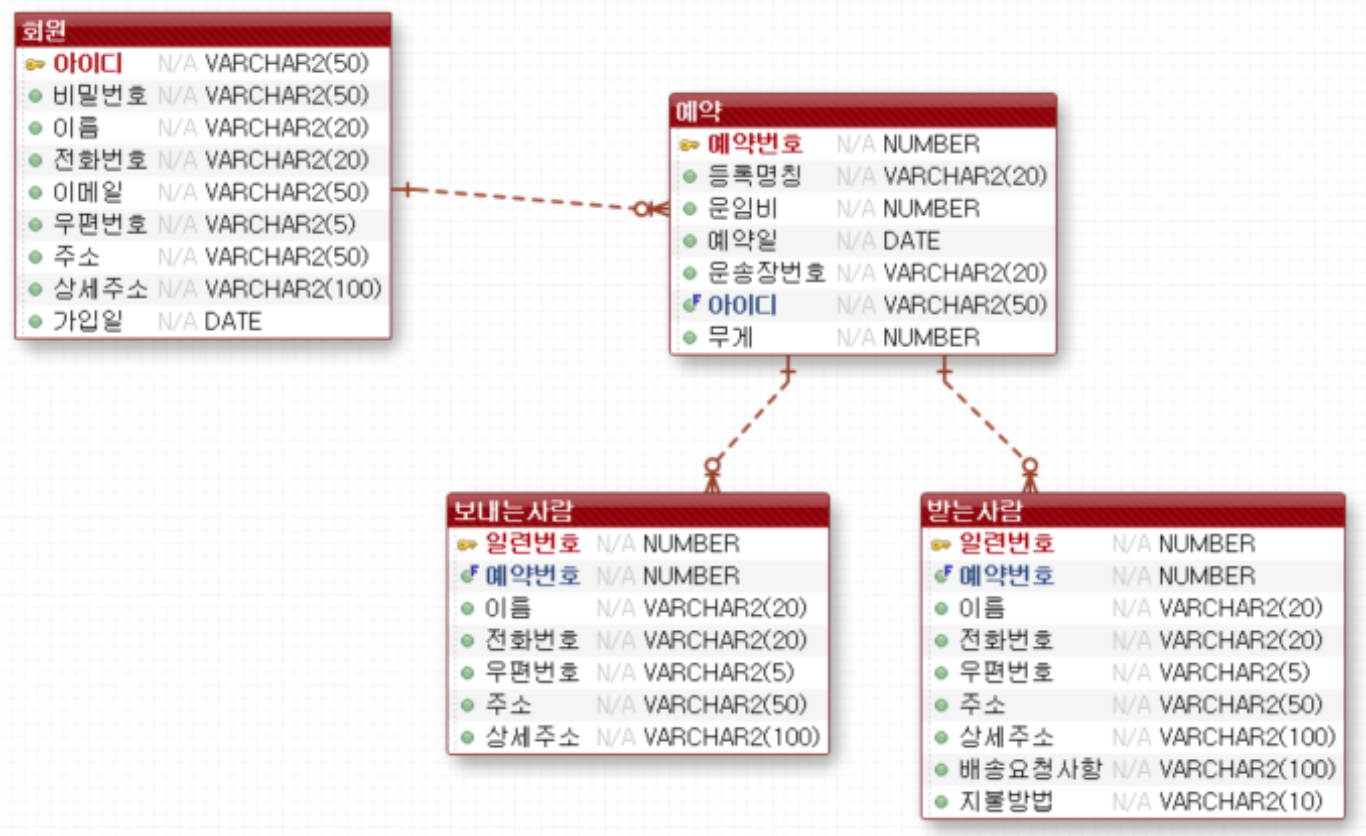 회원
아이디 N/A VARCHAR2(50)
비밀번호 N/A VARCHAR2(50)
이름 N/A VARCHAR2(20)
전화번호 N/A VARCHAR2(20)
이메일 N/A VARCHAR2(50)
우편번호 N/A VARCHAR2(5)
주소 N/A VARCHAR2(50)
상세주소 N/A VARCHAR2(100)
가입일 N/A DATE
예약
예약번호 N/A NUMBER
등록명칭 N/A VARCHAR2(20)
운임비 N/A NUMBER
예약일 N/A DATE
운송장번호 N/A VARCHAR2(20)
아이디 N/A VARCHAR2(50)
무게 N/A NUMBER
보내는사람
일련번호 N/A NUMBER
예약번호 N/A NUMBER
이름 N/A VARCHAR2(20)
전화번호 N/A VARCHAR2(20)
우편번호 N/A VARCHAR2(5)
주소 N/A VARCHAR2(50)
상세주소 N/A VARCHAR2(100)
받는사람
일련번호 N/A NUMBER
예약번호 N/A NUMBER
이름 N/A VARCHAR2(20)
전화번호 N/A VARCHAR2(20)
우편번호 N/A VARCHAR2(5)
주소 N/A VARCHAR2(50)
상세주소 N/A VARCHAR2(100)
배송요청사항 N/A VARCHAR2(100)
지불방법 N/A VARCHAR2(10)